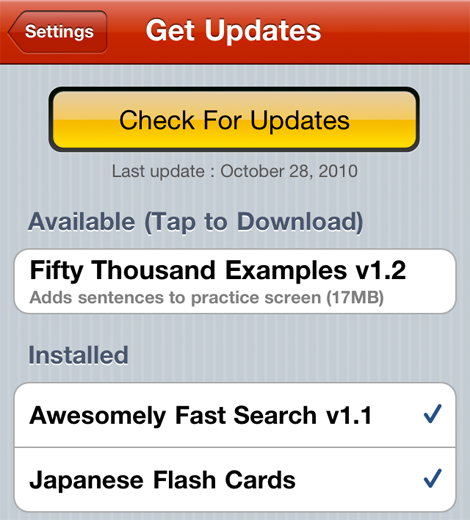 Settings
Get Updates
Check For Updates
Last update : October 28, 2010
Available (Tap to Download)
Fifty Thousand Examples v1.2
Adds sentences to practice screen (17MB)
Installed
Awesomely Fast Search v1.1
Japanese Flash Cards